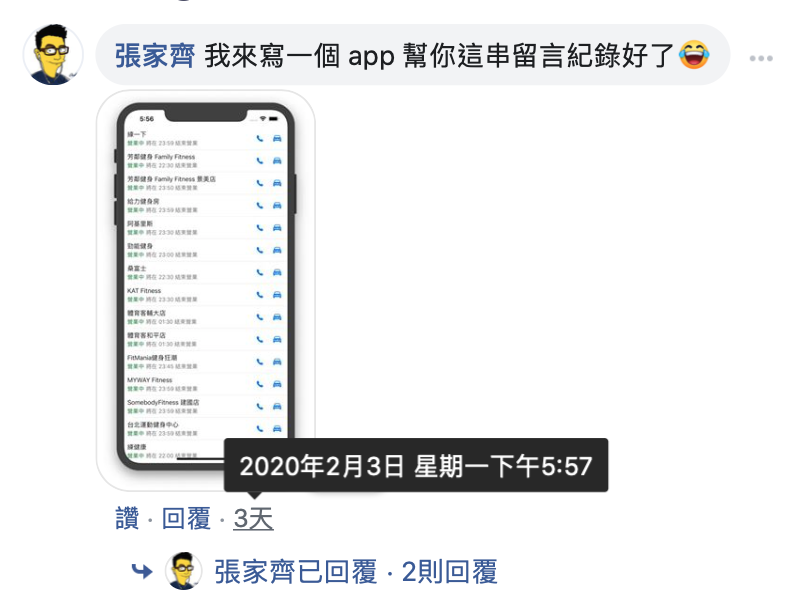 張家齊 我來寫一個 app 幫你這串留言紀錄好了😂
5:56
練一下
營業中 將在 23:59 結束營業
芳鄰健身 Family Fitness
營業中 將在 22:30 結束營業
芳鄰健身 Family Fitness 景美店
營業中 將在 23:50 結束營業
給力健身房
營業中 將在 23:59 結束營業
阿基里斯
營業中 將在 23:30 結束營業
勁能健身
營業中 將在 23:00 結束營業
桑富士
營業中 將在 22:30 結束營業
KAT Fitness
營業中 將在 23:30 結束營業
體育客輔大店
營業中 將在 01:30 結束營業
體育客和平店
營業中 將在 01:30 結束營業
FitMania健身狂潮
營業中 將在 23:45 結束營業
MYWAY Fitness
營業中 將在 23:59 結束營業
SomebodyFitness 建國店
營業中 將在 23:59 結束營業
台北運動健身中心
營業中 將在 23:59 結束營業
練健康
營業中 將在 22:00 結束營業
2020年2月3日 星期一下午5:57
讚 · 回覆 · 3天
張家齊已回覆 · 2則回覆